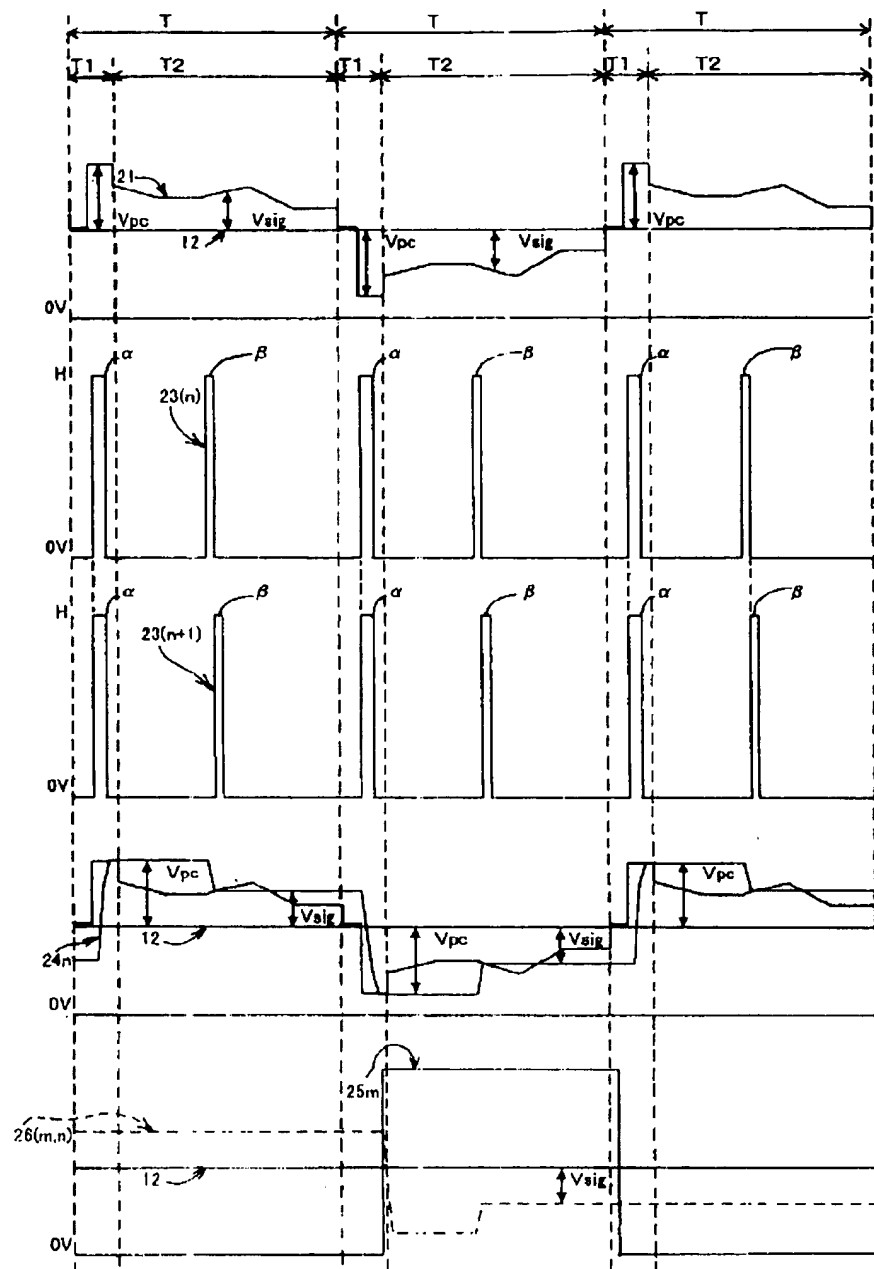 T T T
T1 T2 T1 T2 T1 T2
21
Vpc Vsig Vpc Vsig Vpc
12
0V
α β α β α β
H
23(n)
0V
α β α β α β
H
23(n+1)
0V
Vpc Vsig Vpc Vsig Vpc
12
24n
0V
25m
26(m,n)
12 Vsig
0V